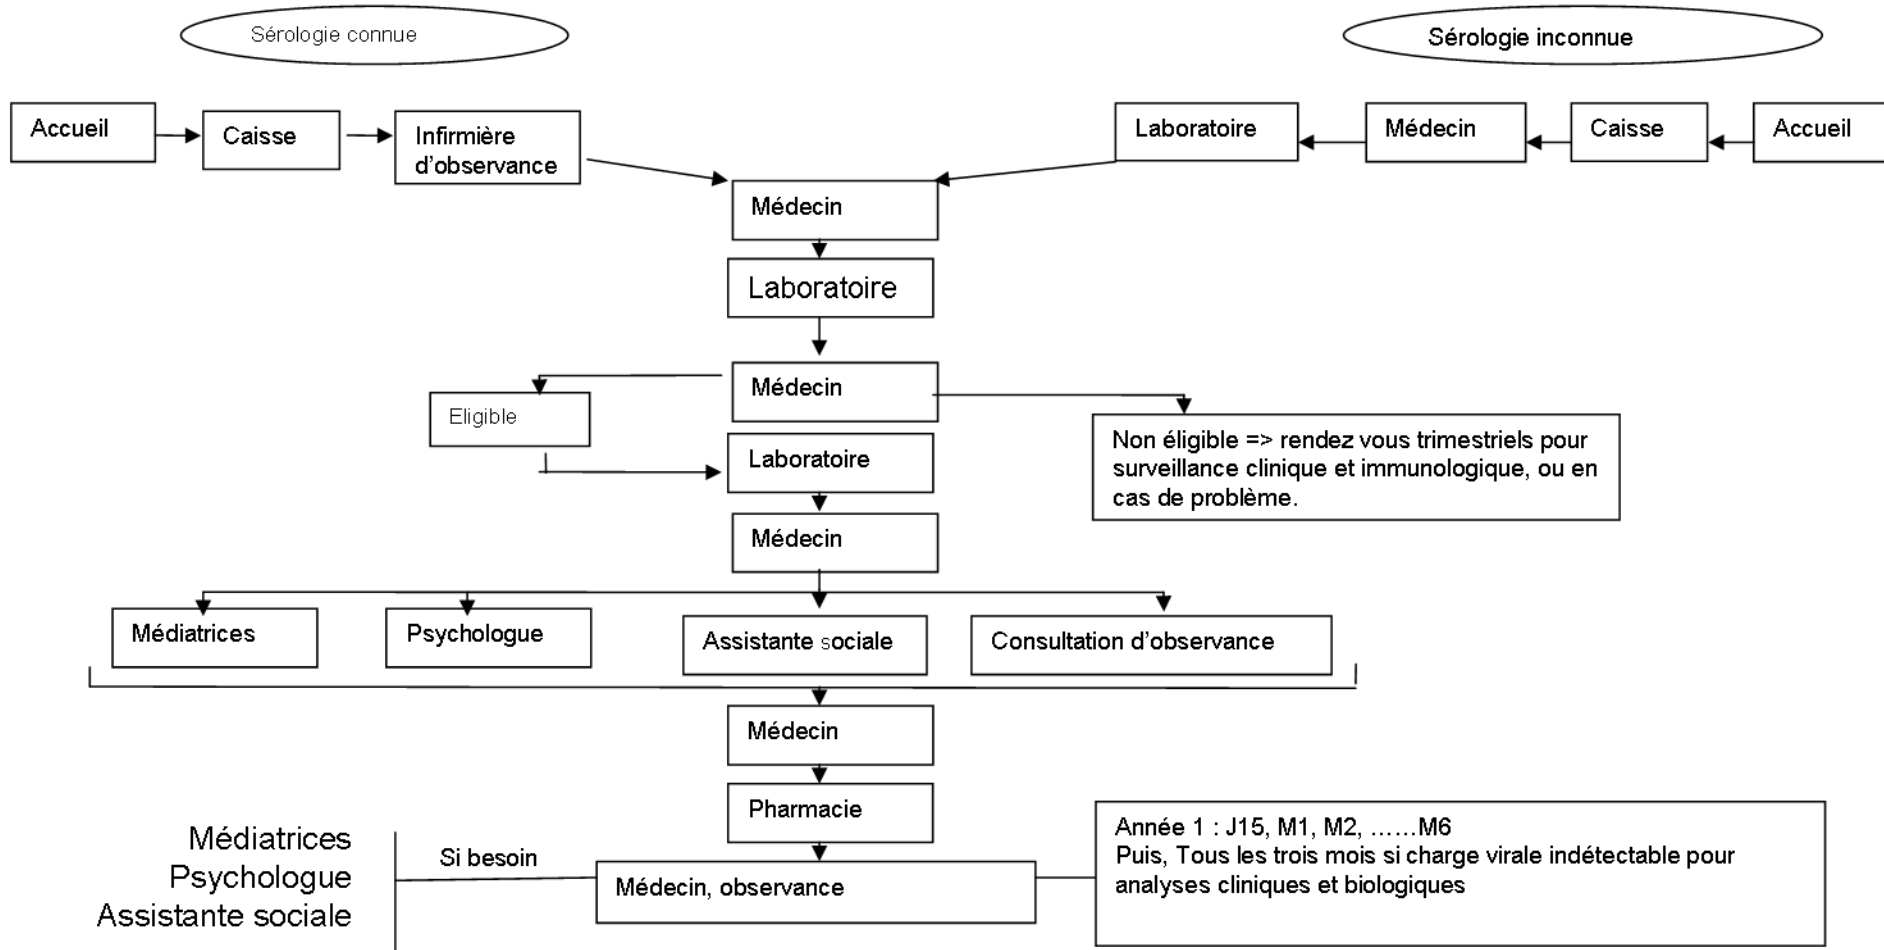 Sérologie connue
Sérologie inconnue
Accueil
Caisse
Infirmière
d'observance
Laboratoire
Médecin
Caisse
Accueil
Médecin
Laboratoire
Médecin
Eligible
Non éligible => rendez vous trimestriels pour
surveillance clinique et immunologique, ou en
cas de problème.
Laboratoire
Médecin
Médiatrices
Psychologue
Assistante sociale
Consultation d'observance
Médecin
Pharmacie
Médiatrices
Psychologue
Assistante sociale
Si besoin
Médecin, observance
Année 1 : J15, M1, M2, ……M6
Puis, Tous les trois mois si charge virale indétectable pour
analyses cliniques et biologiques